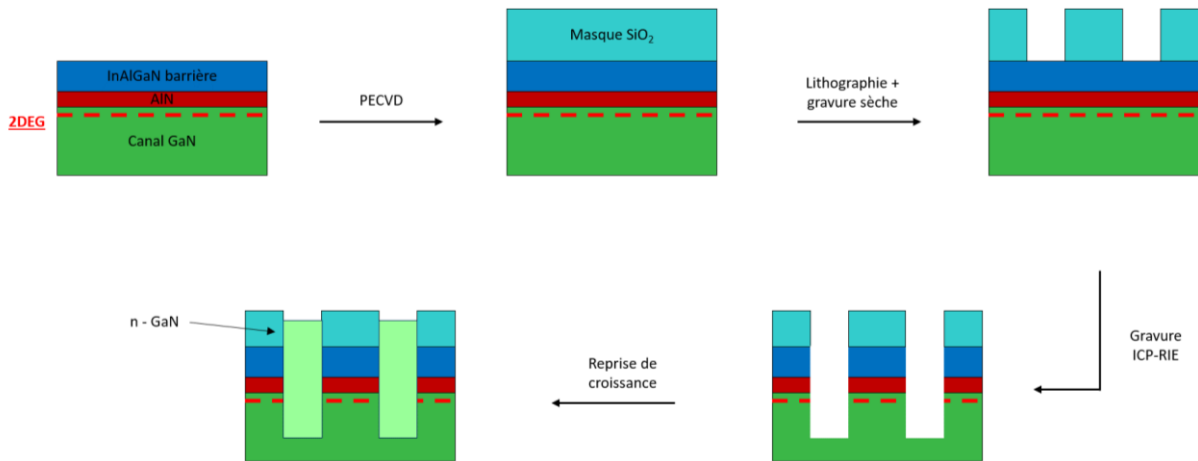 Masque SiO₂
InAlGaN barrière
AlN
2DEG
Canal GaN
PECVD
Lithographie +
gravure sèche
n - GaN
Reprise de
croissance
Gravure
ICP-RIE